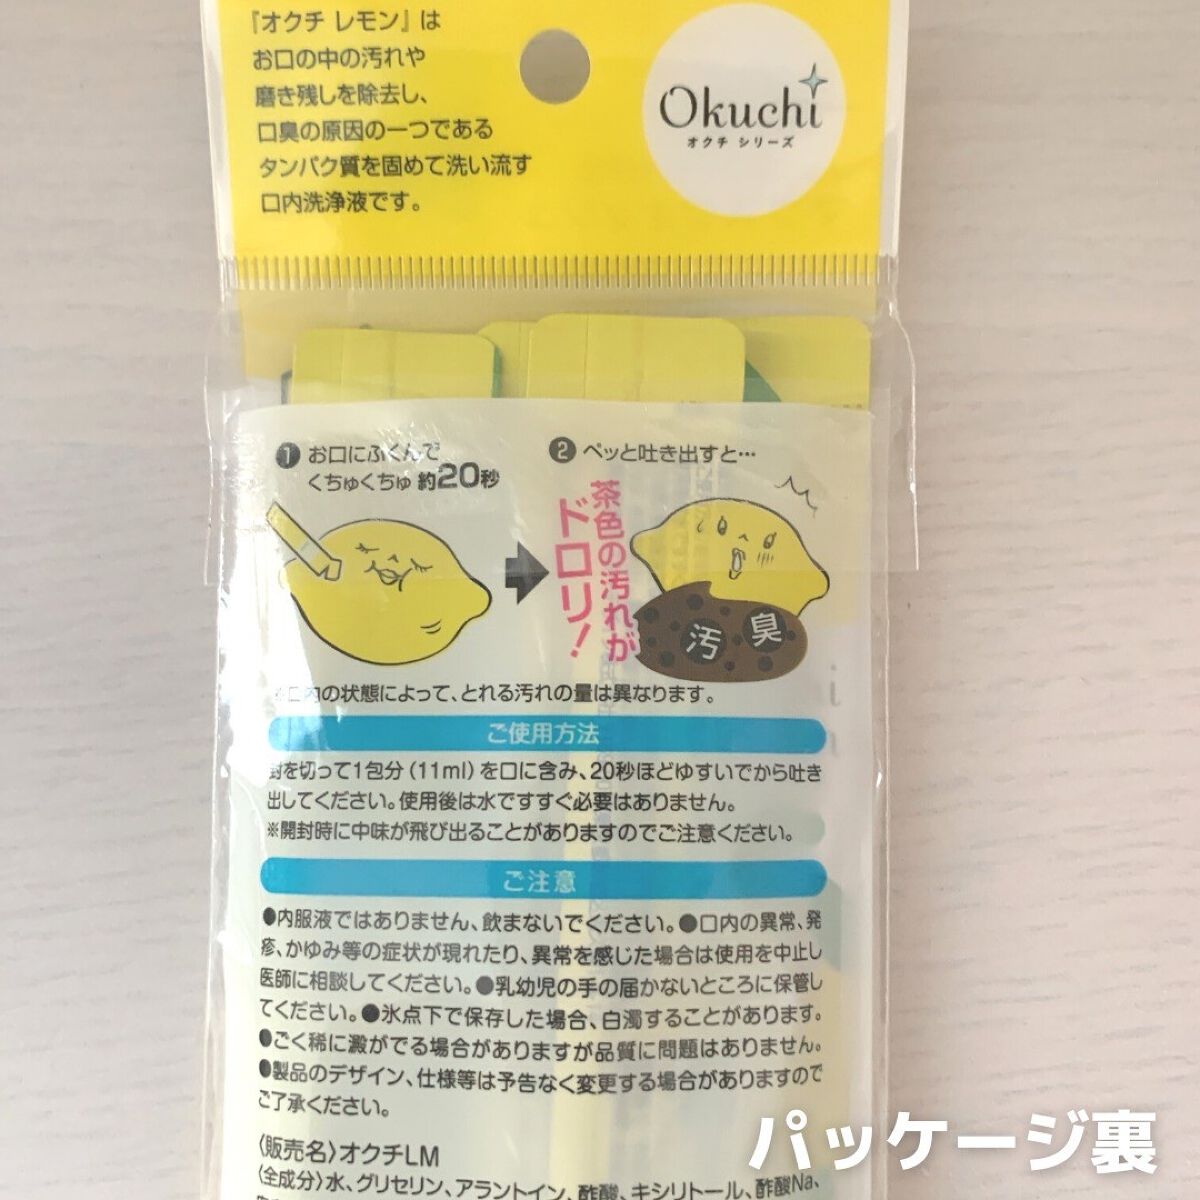 『オクチ レモン』は
お口の中の汚れや
磨き残しを除去し、
口臭の原因の一つである
タンパク質を固めて洗い流す
口内洗浄液です。
Okuchi
オクチ シリーズ
1 お口にふくんで
くちゅくちゅ 約20秒
2 ペッと吐き出すと…
茶色の汚れが
ドロリ!
汚
臭
※口内の状態によって、とれる汚れの量は異なります。
ご使用方法
封を切って1包分(11ml)を口に含み、20秒ほどゆすいでから吐き
出してください。使用後は水ですすぐ必要はありません。
※開封時に中味が飛び出ることがありますのでご注意ください。
ご注意
●内服液ではありません、飲まないでください。●口内の異常、発
疹、かゆみ等の症状が現れたり、異常を感じた場合は使用を中止し
医師に相談してください。●乳幼児の手の届かないところに保管し
てください。●氷点下で保存した場合、白濁することがあります。
●ごく稀に澱がでる場合がありますが品質に問題はありません。
●製品のデザイン、仕様等は予告なく変更する場合がありますので
ご了承ください。
〈販売名〉オクチLM
〈全成分〉水、グリセリン、アラントイン、酢酸、キシリトール、酢酸Na、
パッケージ裏